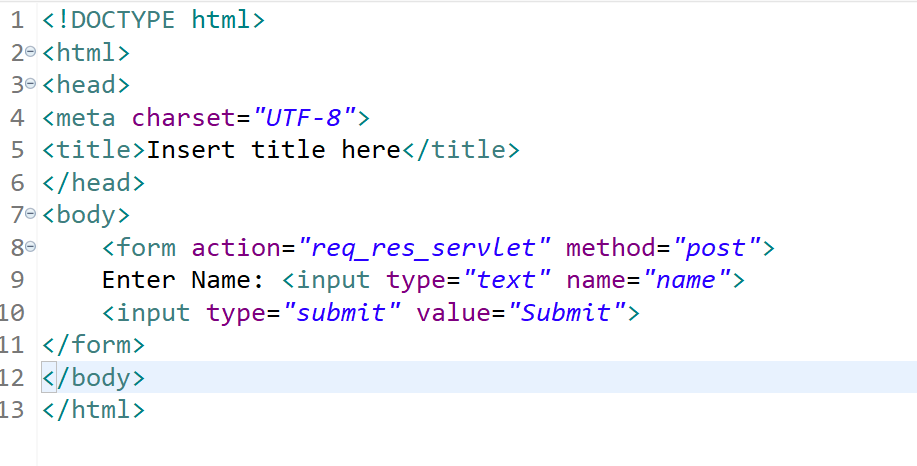 1 <!DOCTYPE html>
2 <html>
3 <head>
4 <meta charset="UTF-8">
5 <title>Insert title here</title>
6 </head>
7 <body>
8     <form action="req_res_servlet" method="post">
9     Enter Name: <input type="text" name="name">
10     <input type="submit" value="Submit">
11 </form>
12 </body>
13 </html>